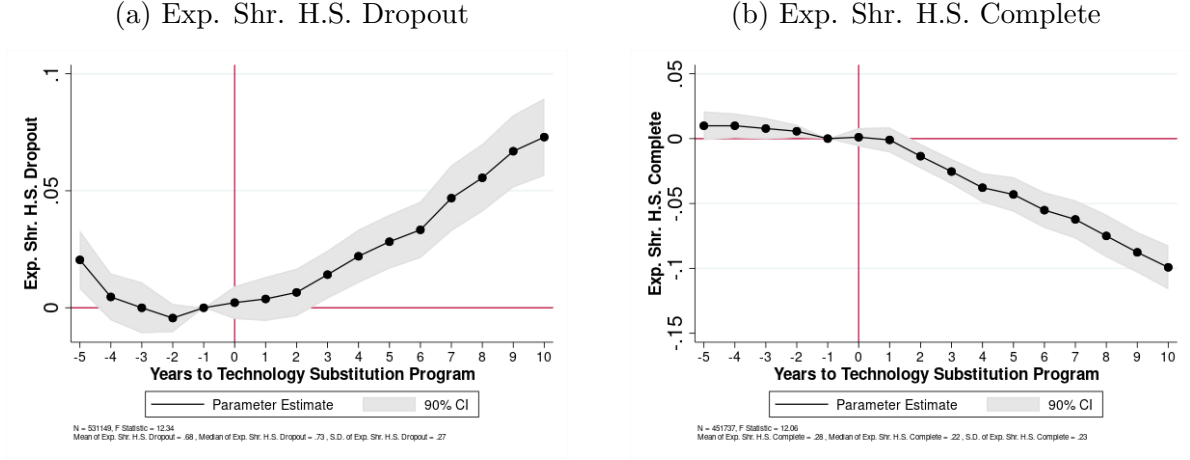 (a) Exp. Shr. H.S. Dropout
Exp. Shr. H.S. Dropout
.1
.05
0
-5 -4 -3 -2 -1 0 1 2 3 4 5 6 7 8 9 10
Years to Technology Substitution Program
Parameter Estimate 90% CI
N = 531149, F Statistic = 12.34
Mean of Exp. Shr. H.S. Dropout = .68 , Median of Exp. Shr. H.S. Dropout = .73 , S.D. of Exp. Shr. H.S. Dropout = .27
(b) Exp. Shr. H.S. Complete
Exp. Shr. H.S. Complete
.05
0
-.05
-.1
-.15
-5 -4 -3 -2 -1 0 1 2 3 4 5 6 7 8 9 10
Years to Technology Substitution Program
Parameter Estimate 90% CI
N = 451737, F Statistic = 12.06
Mean of Exp. Shr. H.S. Complete = .28 , Median of Exp. Shr. H.S. Complete = .22 , S.D. of Exp. Shr. H.S. Complete = .23